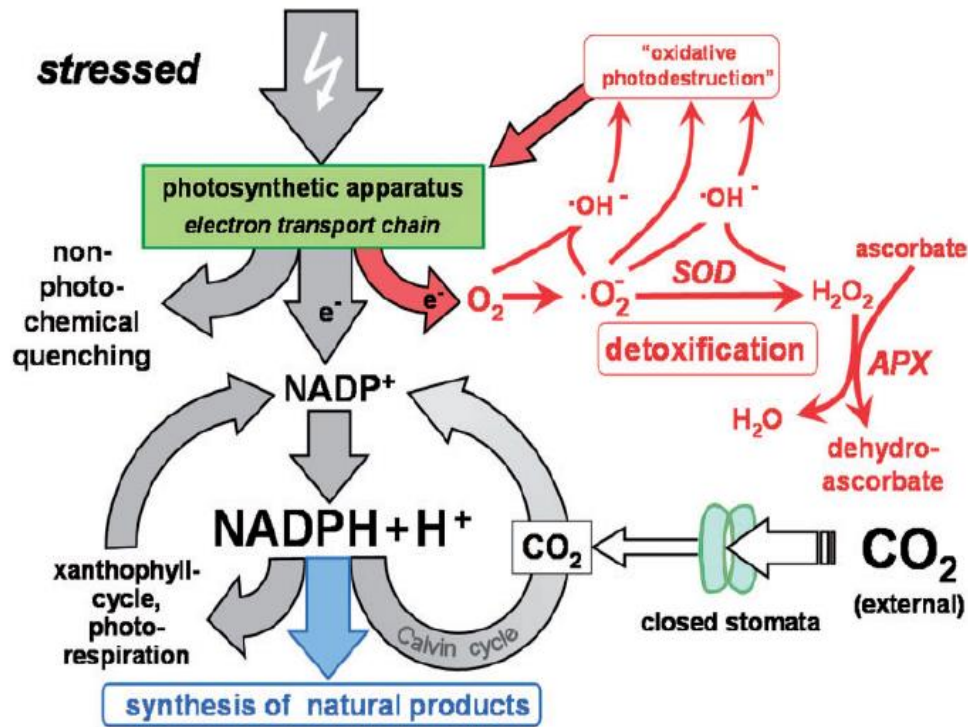 stressed
"oxidative
photodestruction"
photosynthetic apparatus
electron transport chain
·OH⁻
·OH⁻
non-
photo-
chemical
quenching
e⁻
e⁻
O₂
·O₂⁻
SOD
H₂O₂
ascorbate
detoxification
APX
H₂O
dehydro-
ascorbate
NADP⁺
NADPH + H⁺
CO₂
CO₂
(external)
closed stomata
xanthophyll-
cycle,
photo-
respiration
Calvin cycle
synthesis of natural products